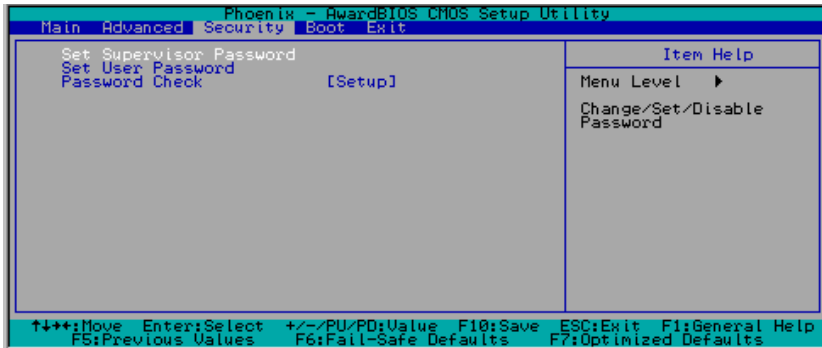 Phoenix - AwardBIOS CMOS Setup Utility
Main Advanced Security Boot Exit
Set Supervisor Password
Set User Password
Password Check [Setup]
Item Help
Menu Level ▶
Change/Set/Disable
Password
↑↓→←:Move Enter:Select +/-/PU/PD:Value F10:Save ESC:Exit F1:General Help
F5:Previous Values F6:Fail-Safe Defaults F7:Optimized Defaults